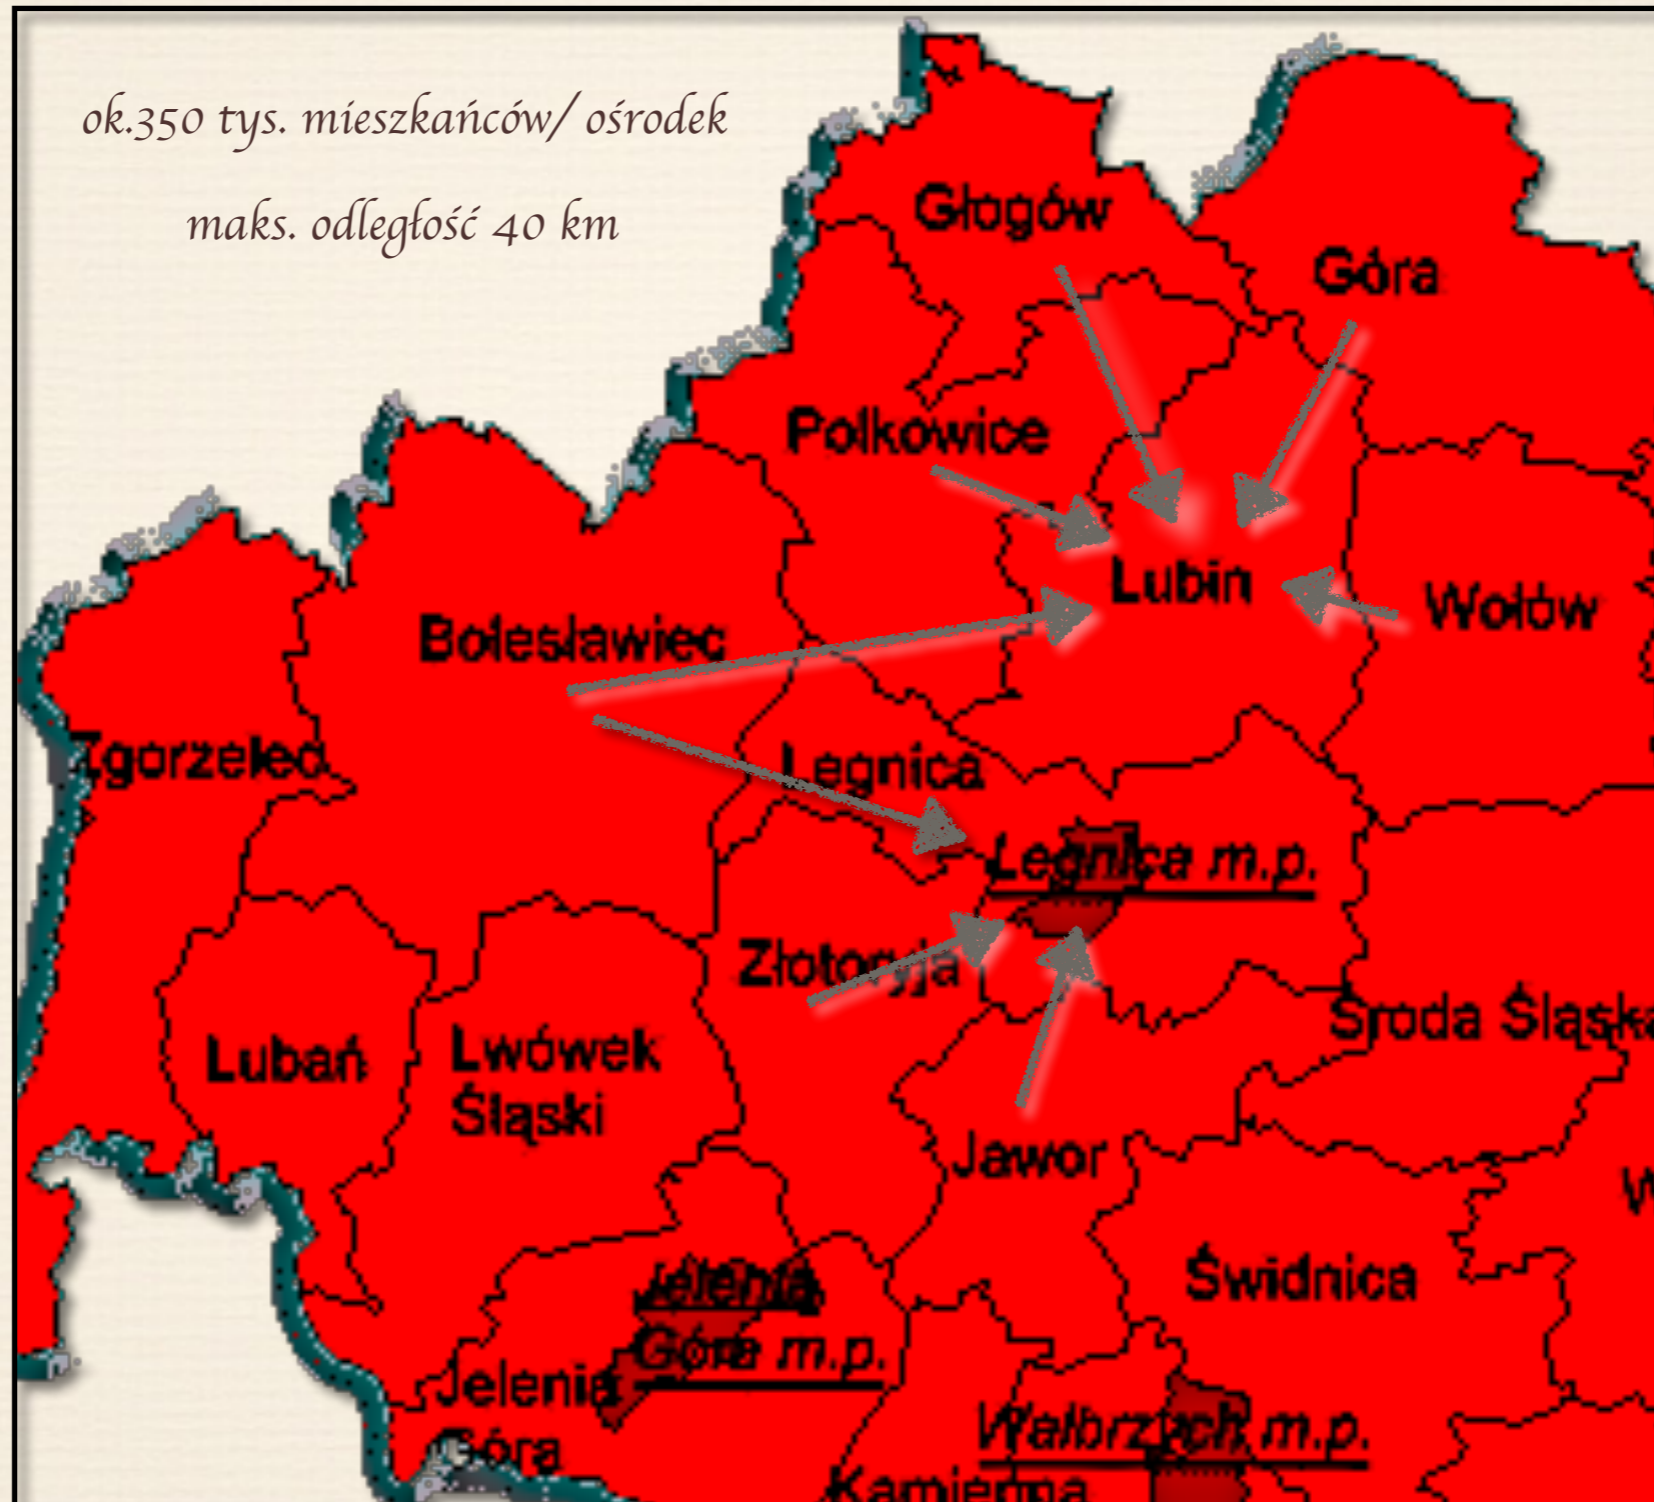 ok.350 tys. mieszkańców/ ośrodek
maks. odległość 40 km
Głogów
Góra
Polkowice
Lubin
Wołów
Bolesławiec
Zgorzelec
Legnica
Legnica m.p.
Złotoryja
Środa Śląska
Lubań
Lwówek
Śląski
Jawor
Świdnica
Jelenia
Góra m.p.
Jelenia
Góra
Wałbrzych m.p.
Kamienna